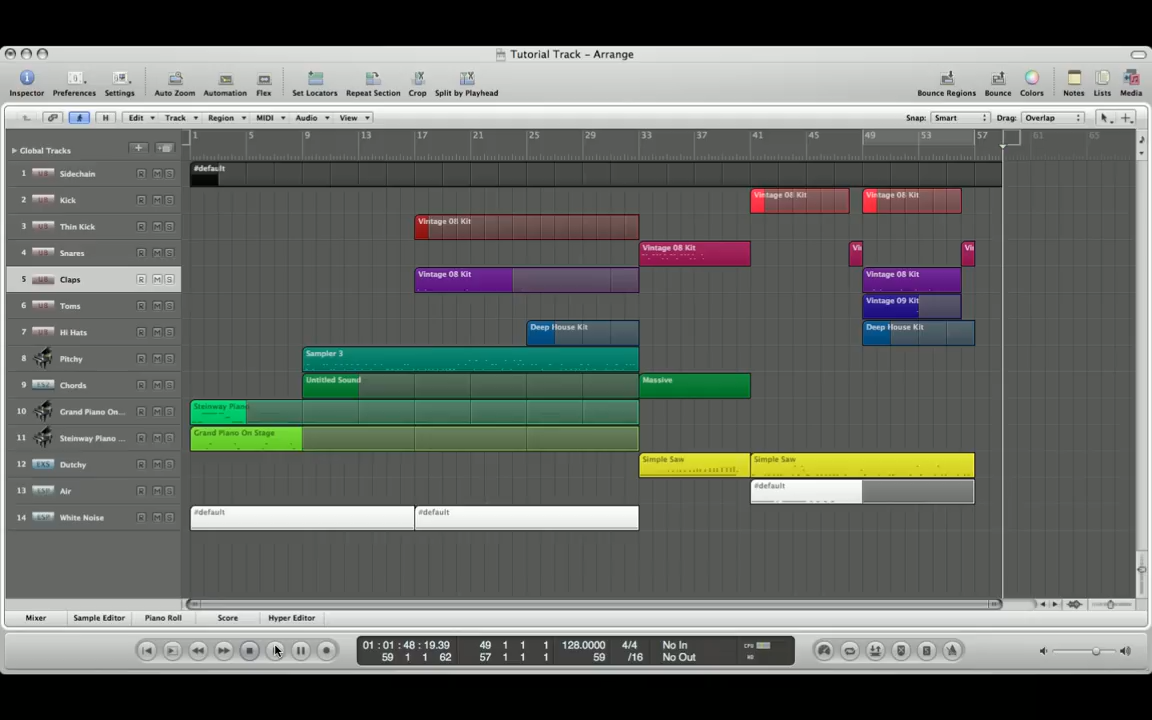 Tutorial Track – Arrange
Inspector Preferences Settings Auto Zoom Automation Flex Set Locators Repeat Section Crop Split by Playhead Bounce Regions Bounce Colors Notes Lists Media
H Edit Track Region MIDI Audio View Snap: Smart Drag: Overlap
Global Tracks 1 5 9 13 17 21 25 29 33 37 41 45 49 53 57 61 65
1 Sidechain R M S #default
2 Kick R M S Vintage 08 Kit Vintage 08 Kit
3 Thin Kick R M S Vintage 08 Kit
4 Snares R M S Vintage 08 Kit Vi Vi
5 Claps R M S Vintage 08 Kit Vintage 08 Kit
6 Toms R M S Vintage 09 Kit
7 Hi Hats R M S Deep House Kit Deep House Kit
8 Pitchy R M S Sampler 3
9 Chords R M S Untitled Sound Massive
10 Grand Piano On... R M S Steinway Piano
11 Steinway Piano ... R M S Grand Piano On Stage
12 Dutchy R M S Simple Saw Simple Saw
13 Air R M S #default
14 White Noise R M S #default #default
Mixer Sample Editor Piano Roll Score Hyper Editor
01 : 01 : 48 : 19.39 49 1 1 1 128.0000 4/4 No In CPU
59 1 1 62 57 1 1 1 59 /16 No Out HD